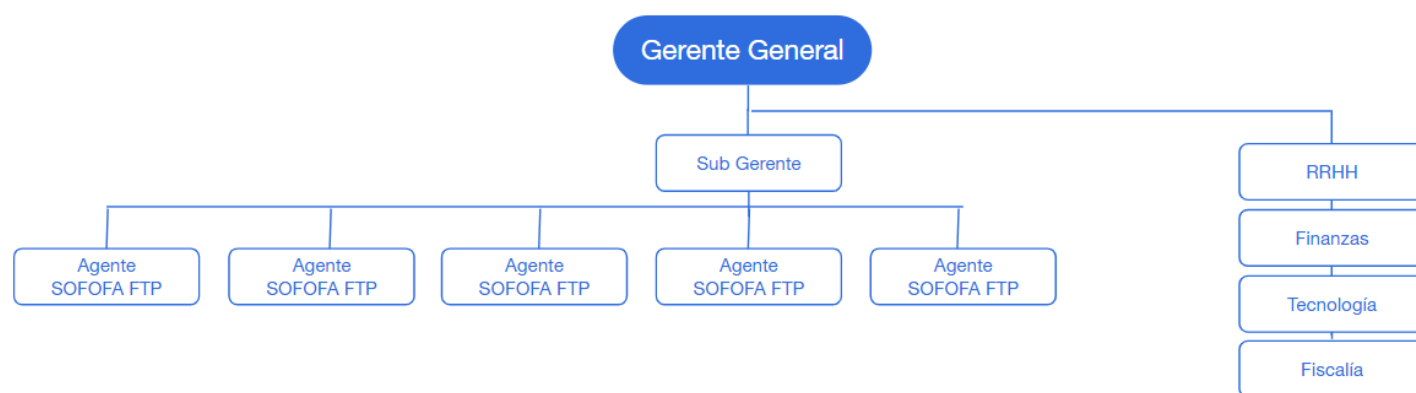 Gerente General
Sub Gerente
RRHH
Finanzas
Agente
SOFOFA FTP
Agente
SOFOFA FTP
Agente
SOFOFA FTP
Agente
SOFOFA FTP
Agente
SOFOFA FTP
Tecnología
Fiscalía